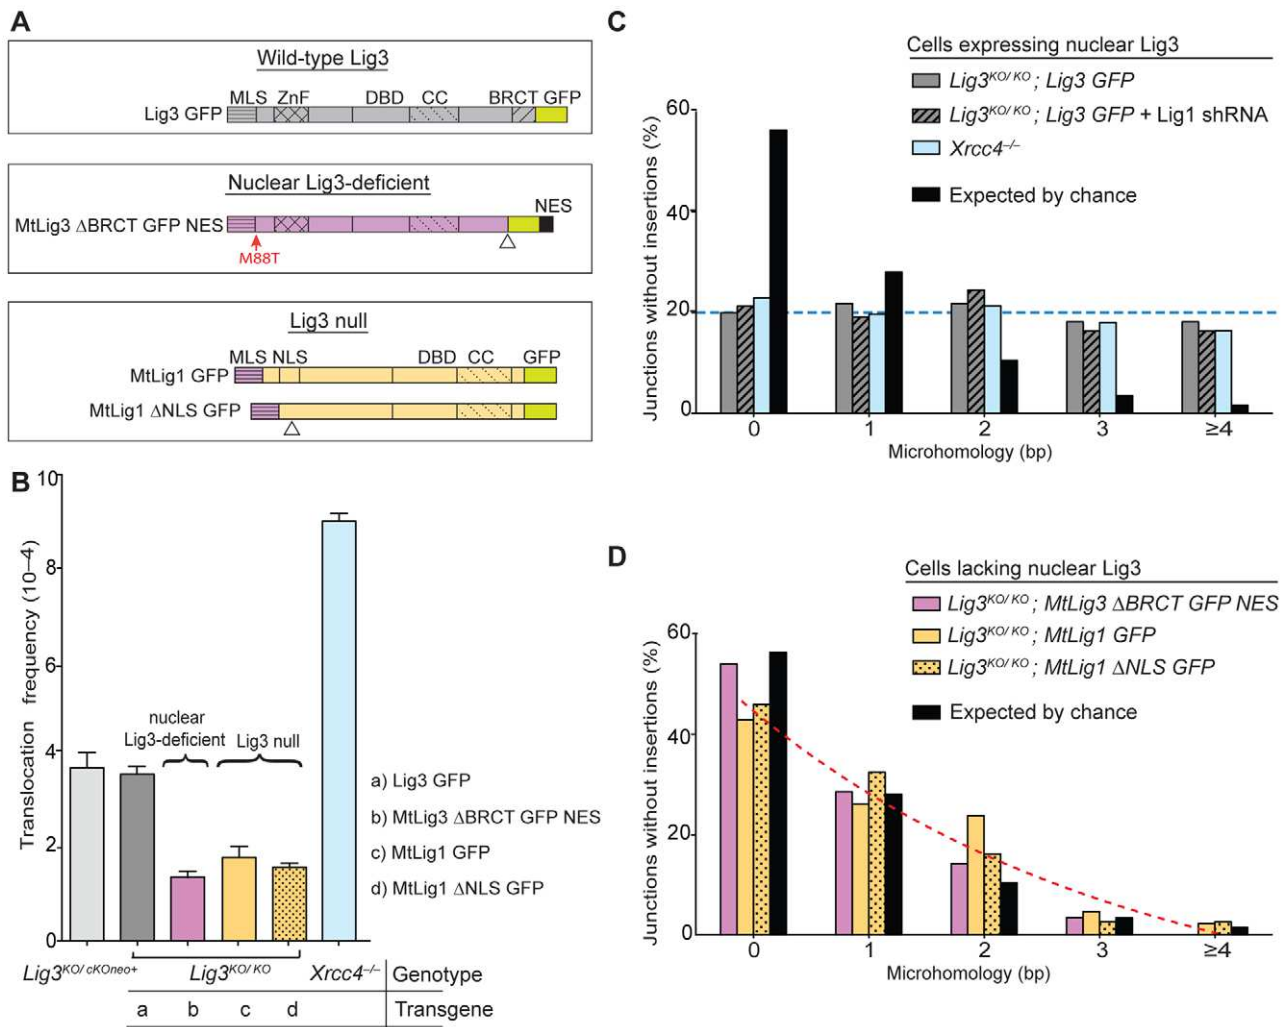 A
Wild-type Lig3
MLS ZnF DBD CC BRCT GFP
Lig3 GFP
Nuclear Lig3-deficient
NES
MtLig3 ΔBRCT GFP NES
M88T
Lig3 null
MLS NLS DBD CC GFP
MtLig1 GFP
MtLig1 ΔNLS GFP
B
Translocation frequency (10–4)
10
8
6
4
2
0
nuclear
Lig3-deficient
Lig3 null
a) Lig3 GFP
b) MtLig3 ΔBRCT GFP NES
c) MtLig1 GFP
d) MtLig1 ΔNLS GFP
Lig3KO/cKOneo+ Lig3KO/KO Xrcc4–/– Genotype
a b c d Transgene
C
Cells expressing nuclear Lig3
Lig3KO/KO; Lig3 GFP
Lig3KO/KO; Lig3 GFP + Lig1 shRNA
Xrcc4–/–
Expected by chance
Junctions without insertions (%)
60
40
20
0
0 1 2 3 ≥4
Microhomology (bp)
D
Cells lacking nuclear Lig3
Lig3KO/KO; MtLig3 ΔBRCT GFP NES
Lig3KO/KO; MtLig1 GFP
Lig3KO/KO; MtLig1 ΔNLS GFP
Expected by chance
Junctions without insertions (%)
60
40
20
0
0 1 2 3 ≥4
Microhomology (bp)